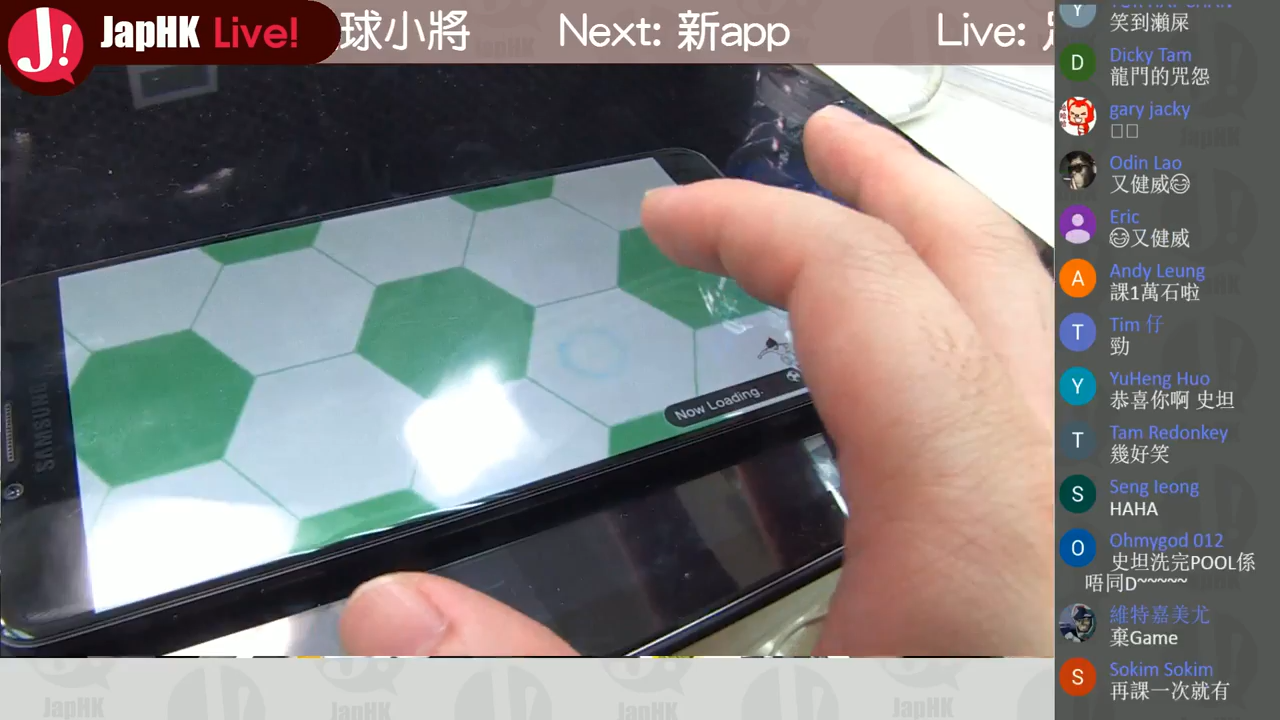 JapHK Live!
球小將 Next: 新app Live:
SAMSUNG
Now Loading.
笑到瀨屎
Dicky Tam
龍門的咒怨
gary jacky
Odin Lao
又健威😅
Eric
😅又健威
Andy Leung
課1萬石啦
Tim 仔
勁
YuHeng Huo
恭喜你啊 史坦
Tam Redonkey
幾好笑
Seng Ieong
HAHA
Ohmygod 012
史坦洗完POOL係
唔同D~~~~~
維特嘉美尤
棄Game
Sokim Sokim
再課一次就有
JapHK
JapHK
JapHK
JapHK